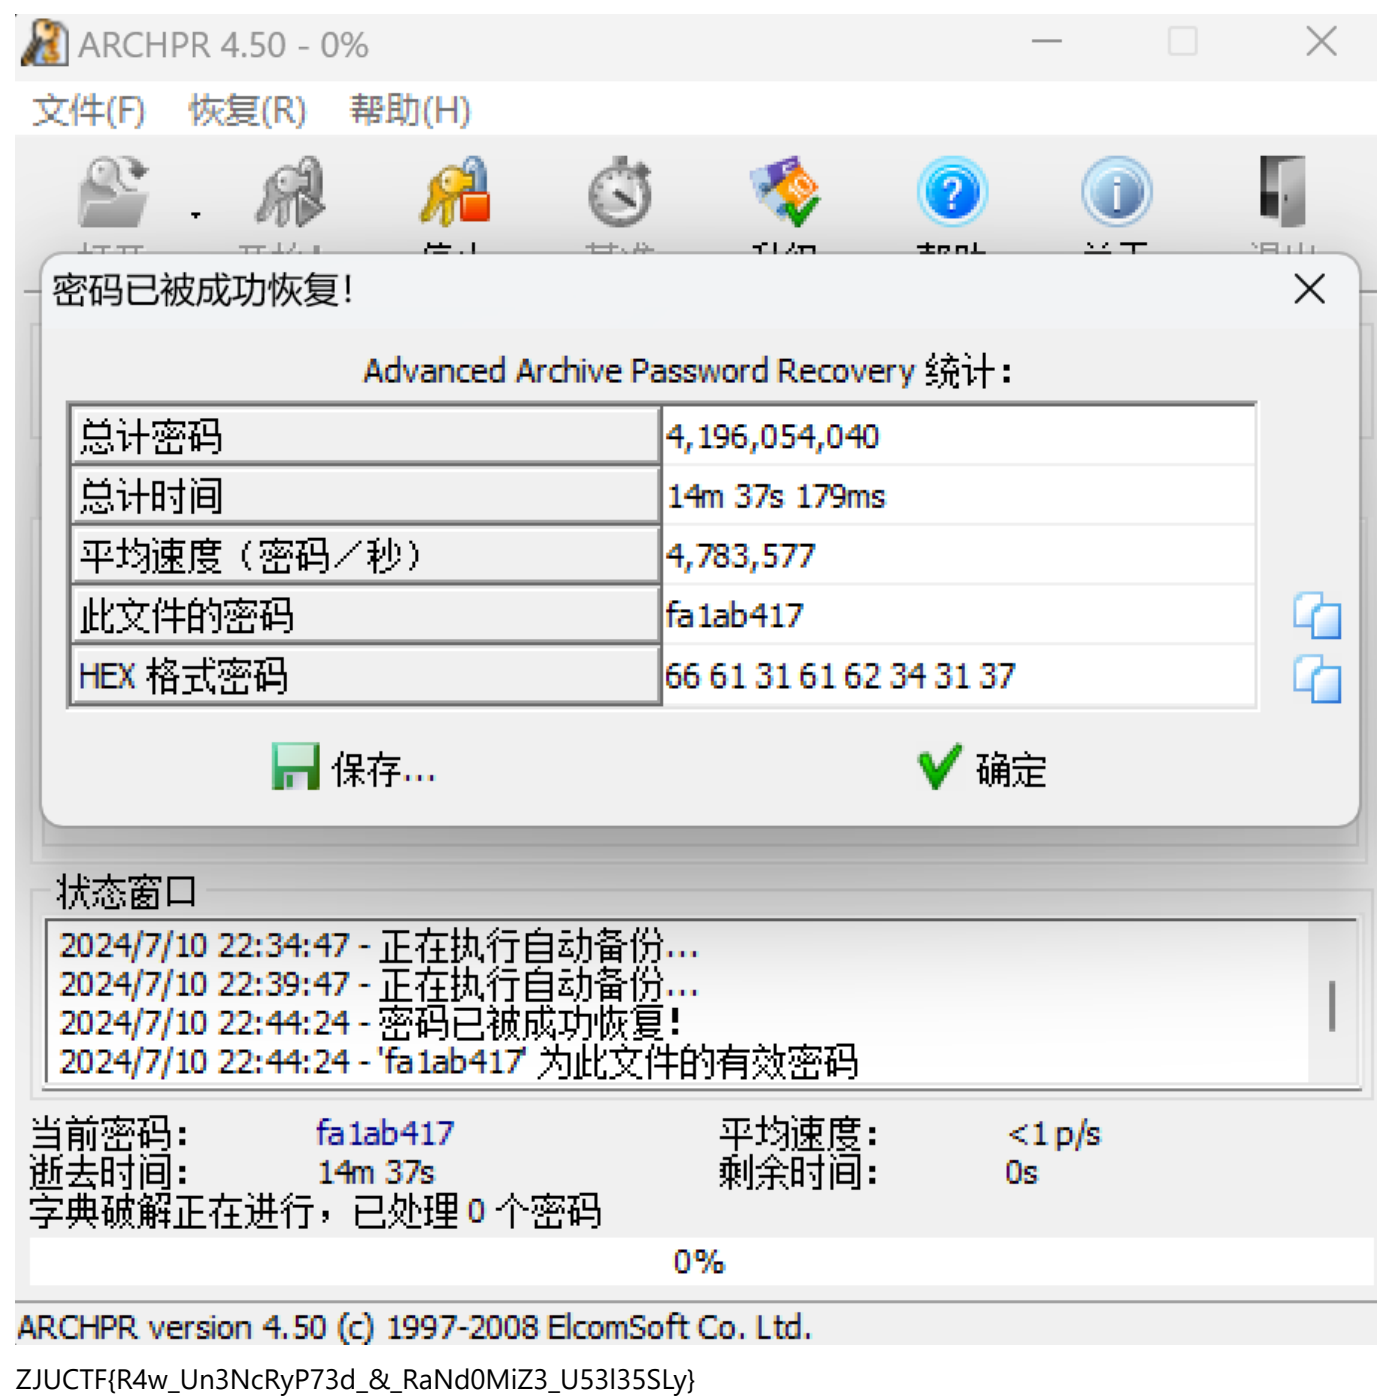 ARCHPR 4.50 - 0%
文件(F) 恢复(R) 帮助(H)
密码已被成功恢复!
Advanced Archive Password Recovery 统计:
总计密码 4,196,054,040
总计时间 14m 37s 179ms
平均速度 (密码/秒) 4,783,577
此文件的密码 fa1ab417
HEX 格式密码 66 61 31 61 62 34 31 37
保存... 确定
状态窗口
2024/7/10 22:34:47 - 正在执行自动备份...
2024/7/10 22:39:47 - 正在执行自动备份...
2024/7/10 22:44:24 - 密码已被成功恢复!
2024/7/10 22:44:24 - 'fa1ab417' 为此文件的有效密码
当前密码: fa1ab417 平均速度: <1 p/s
逝去时间: 14m 37s 剩余时间: 0s
字典破解正在进行,已处理 0 个密码
0%
ARCHPR version 4.50 (c) 1997-2008 ElcomSoft Co. Ltd.
ZJUCTF{R4w_Un3NcRyP73d_&_RaNd0MiZ3_U53l35SLy}